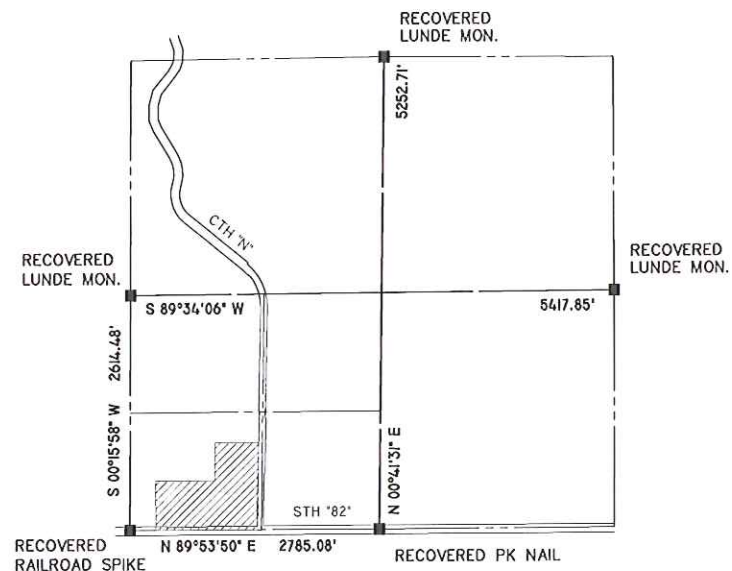 RECOVERED
LUNDE MON.
5252.71'
CTH "N"
RECOVERED
LUNDE MON.
RECOVERED
LUNDE MON.
S 89°34'06" W
5417.85'
2614.48'
S 00°15'58" W
N 00°41'31" E
STH "82"
RECOVERED
RAILROAD SPIKE
N 89°53'50" E 2785.08'
RECOVERED PK NAIL